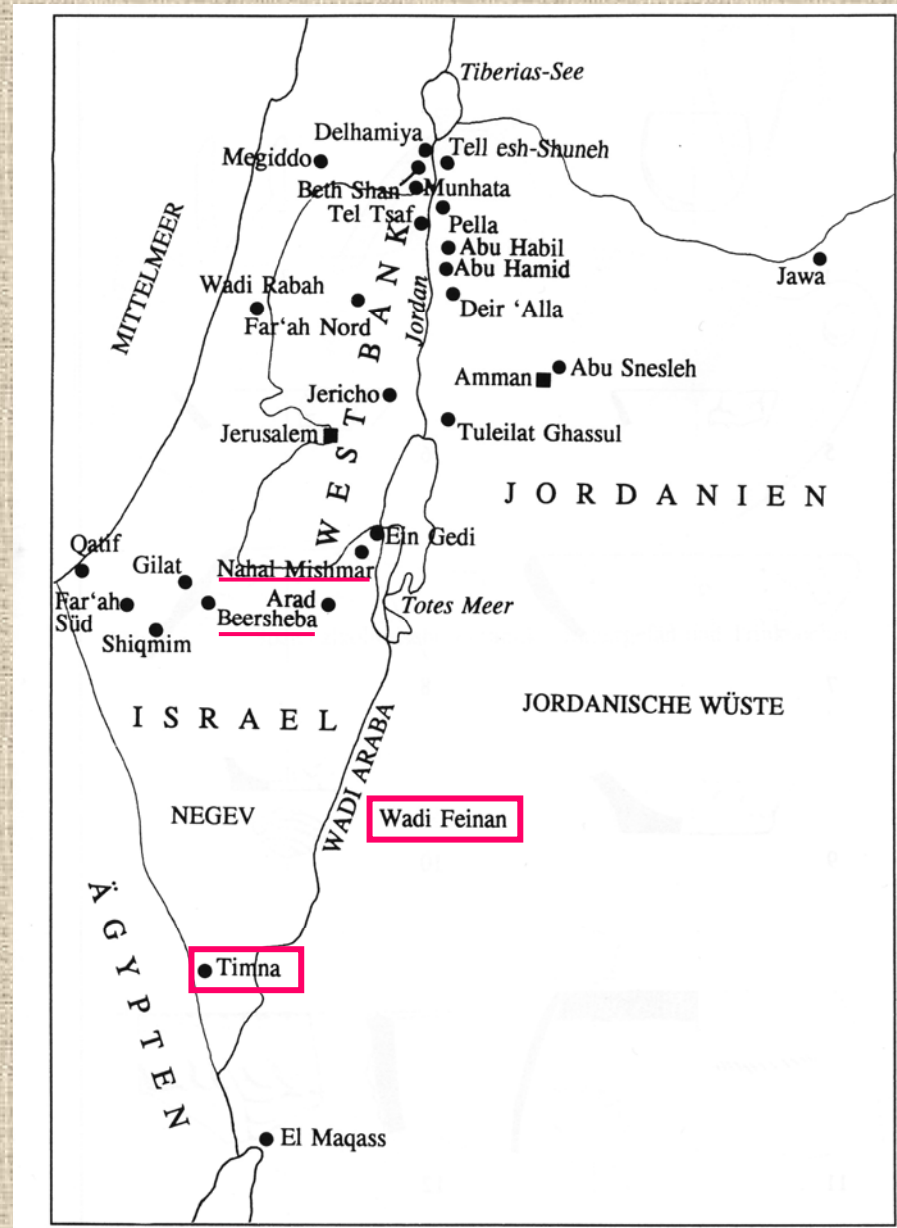 Tiberias-See
Delhamiya
Megiddo
Tell esh-Shuneh
Beth Shan
Munhata
Tel Tsaf
Pella
MITTELMEER
Abu Habil
Abu Hamid
Jawa
Wadi Rabah
Jordan
Deir ‘Alla
Far'ah Nord
WEST BANK
Abu Snesleh
Amman
Jericho
Jerusalem
Tuleilat Ghassul
JORDANIEN
Ein Gedi
Qatif
Gilat
Nahal Mishmar
Far'ah
Süd
Arad
Totes Meer
Beersheba
Shiqmim
ISRAEL
JORDANISCHE WÜSTE
WADI ARABA
NEGEV
Wadi Feinan
ÄGYPTEN
Timna
El Maqass